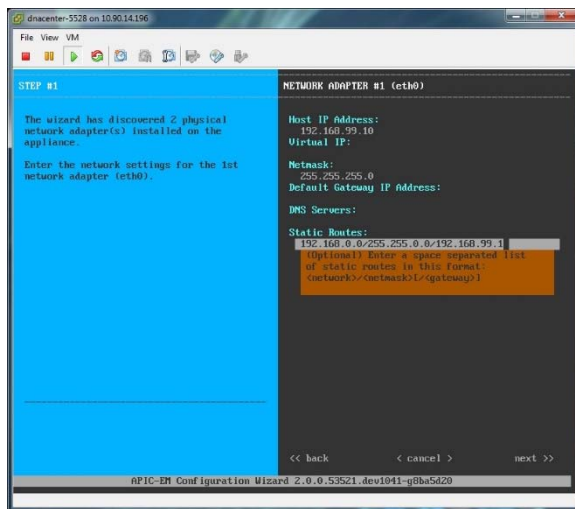 dnacenter-5528 on 10.90.14.196
File View VM
STEP #1
The wizard has discovered 2 physical
network adapter(s) installed on the
appliance.
Enter the network settings for the 1st
network adapter (eth0).
NETWORK ADAPTER #1 (eth0)
Host IP Address:
192.168.99.10
Virtual IP:
Netmask:
255.255.255.0
Default Gateway IP Address:
DNS Servers:
Static Routes:
192.168.0.0/255.255.0.0/192.168.99.1
(Optional) Enter a space separated list
of static routes in this format:
<network>/<netmask>[/<gateway>]
<< back < cancel > next >>
APIC-EM Configuration Wizard 2.0.0.53521.dev1041-g8ba5d20